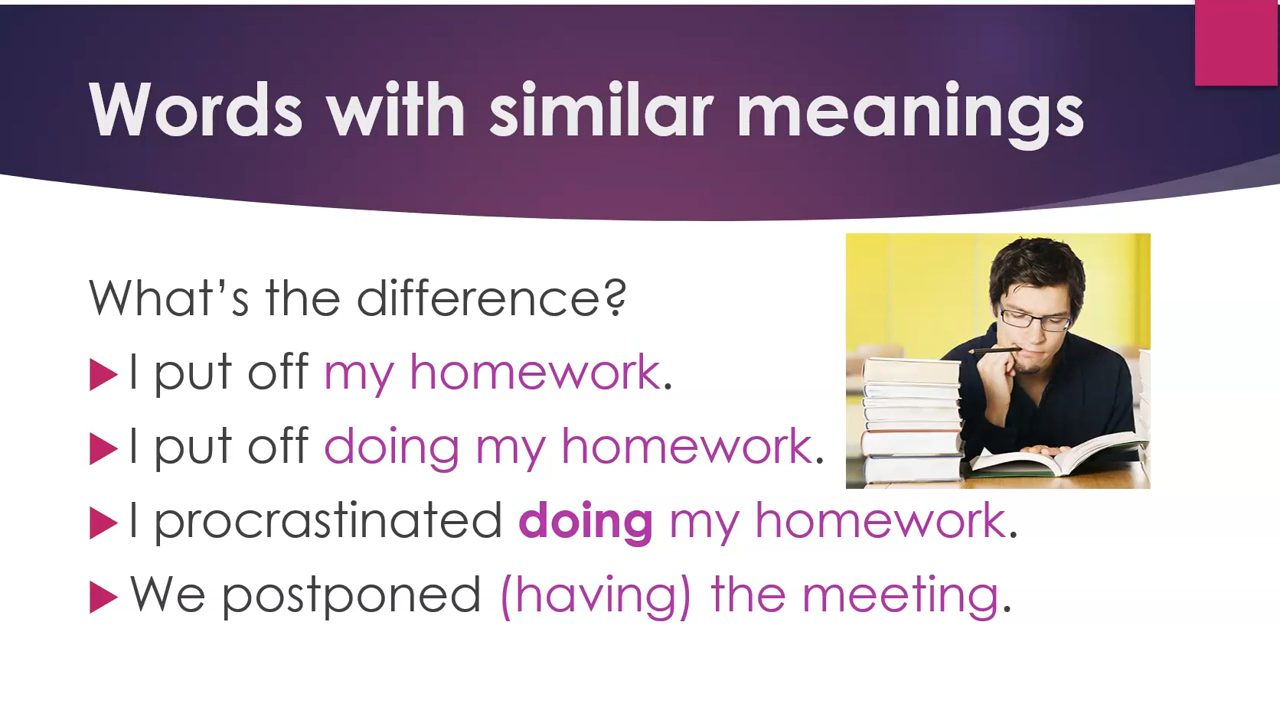 Words with similar meanings
What's the difference?
I put off my homework.
I put off doing my homework.
I procrastinated doing my homework.
We postponed (having) the meeting.